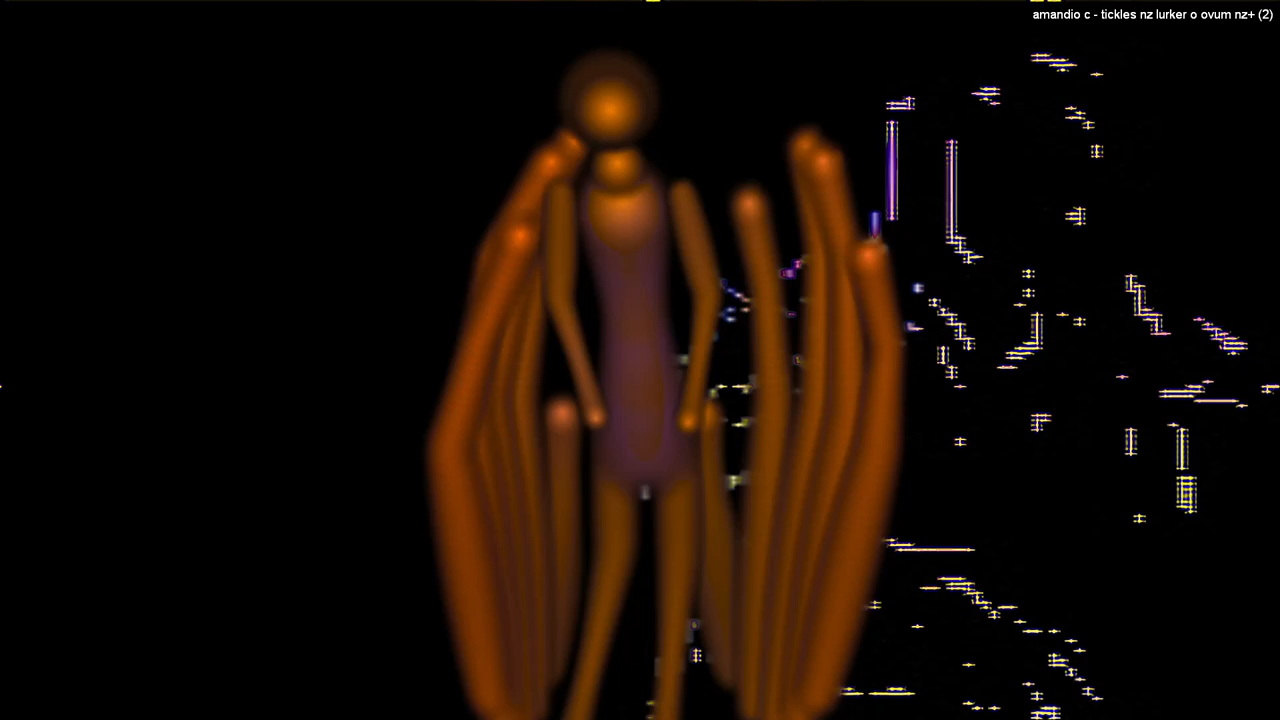 amandio c - tickles nz lurker o ovum nz+ (2)